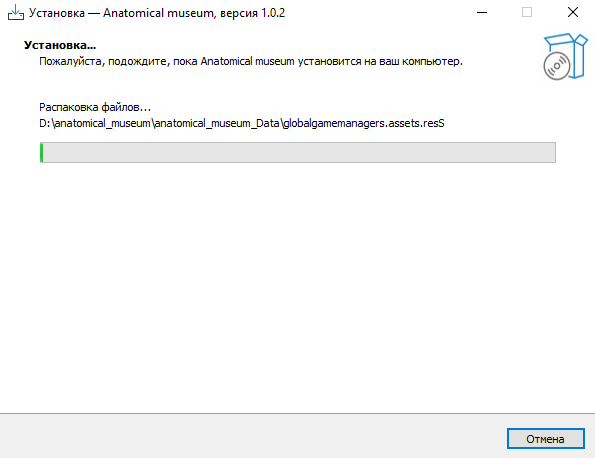 Установка — Anatomical museum, версия 1.0.2
Установка...
Пожалуйста, подождите, пока Anatomical museum установится на ваш компьютер.
Распаковка файлов...
D:\anatomical_museum\anatomical_museum_Data\globalgamemanagers.assets.resS
Отмена